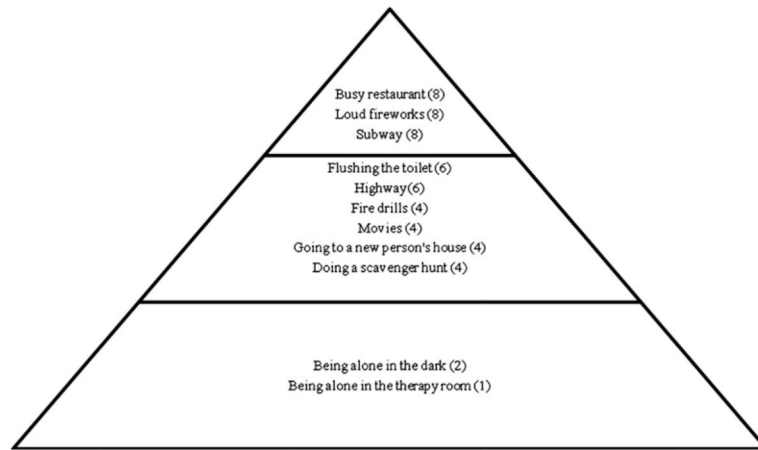 Busy restaurant (8)
Loud fireworks (8)
Subway (8)
Flushing the toilet (6)
Highway(6)
Fire drills (4)
Movies (4)
Going to a new person's house (4)
Doing a scavenger hunt (4)
Being alone in the dark (2)
Being alone in the therapy room (1)